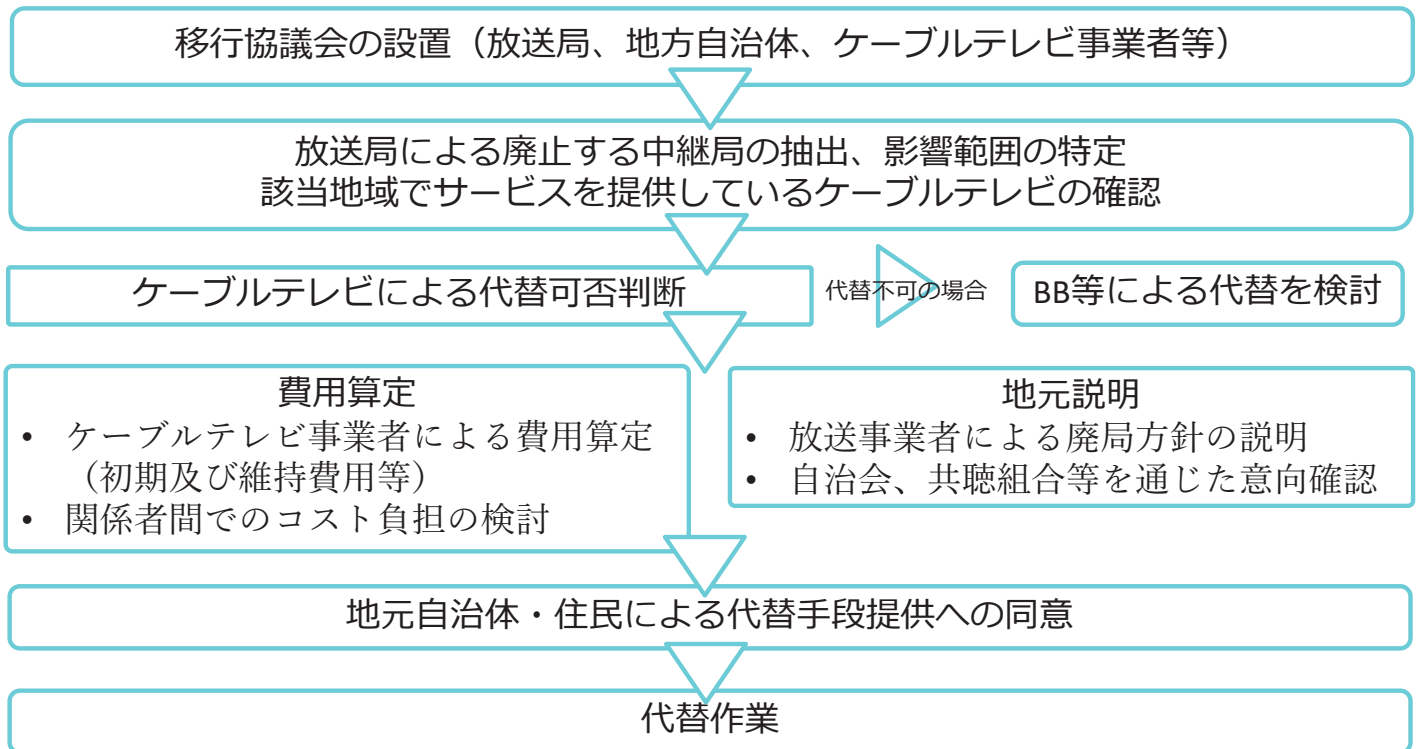 移行協議会の設置（放送局、地方自治体、ケーブルテレビ事業者等）
放送局による廃止する中継局の抽出、影響範囲の特定
該当地域でサービスを提供しているケーブルテレビの確認
ケーブルテレビによる代替可否判断
代替不可の場合
BB等による代替を検討
費用算定
• ケーブルテレビ事業者による費用算定
（初期及び維持費用等）
• 関係者間でのコスト負担の検討
地元説明
• 放送事業者による廃局方針の説明
• 自治会、共聴組合等を通じた意向確認
地元自治体・住民による代替手段提供への同意
代替作業